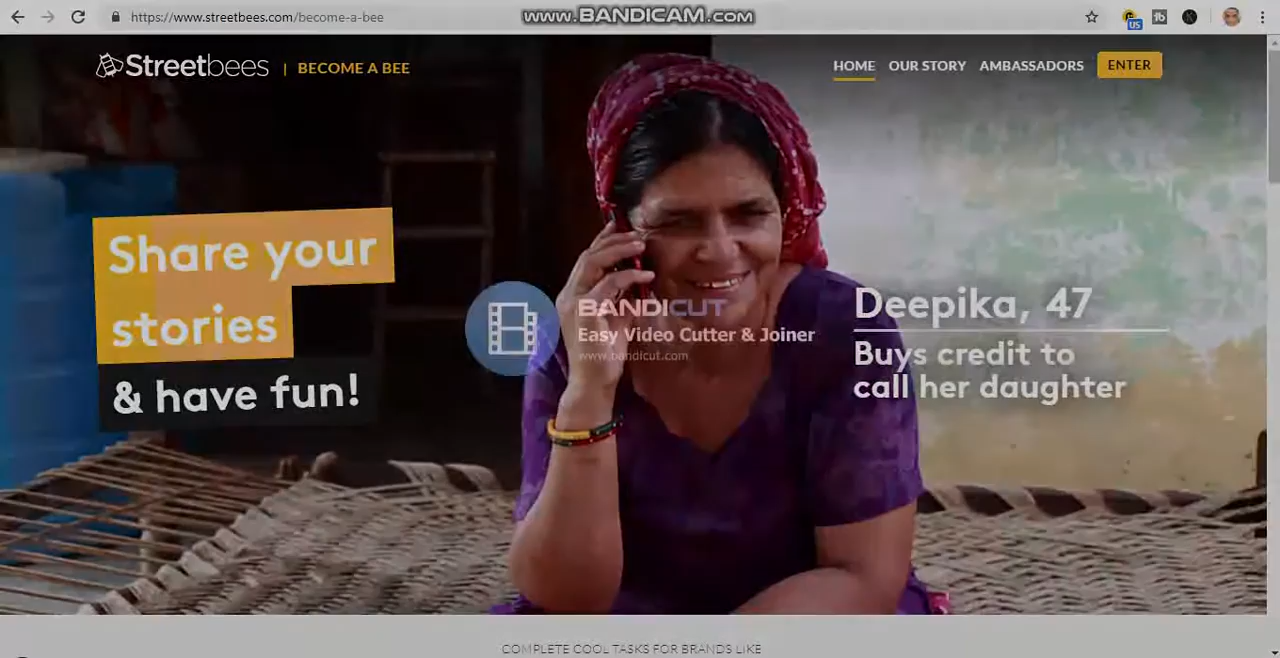 https://www.streetbees.com/become-a-bee
www.BANDICAM.com
US
Streetbees | BECOME A BEE
HOME OUR STORY AMBASSADORS ENTER
Share your
stories
& have fun!
BANDICUT
Easy Video Cutter & Joiner
www.bandicut.com
Deepika, 47
Buys credit to
call her daughter
COMPLETE COOL TASKS FOR BRANDS LIKE